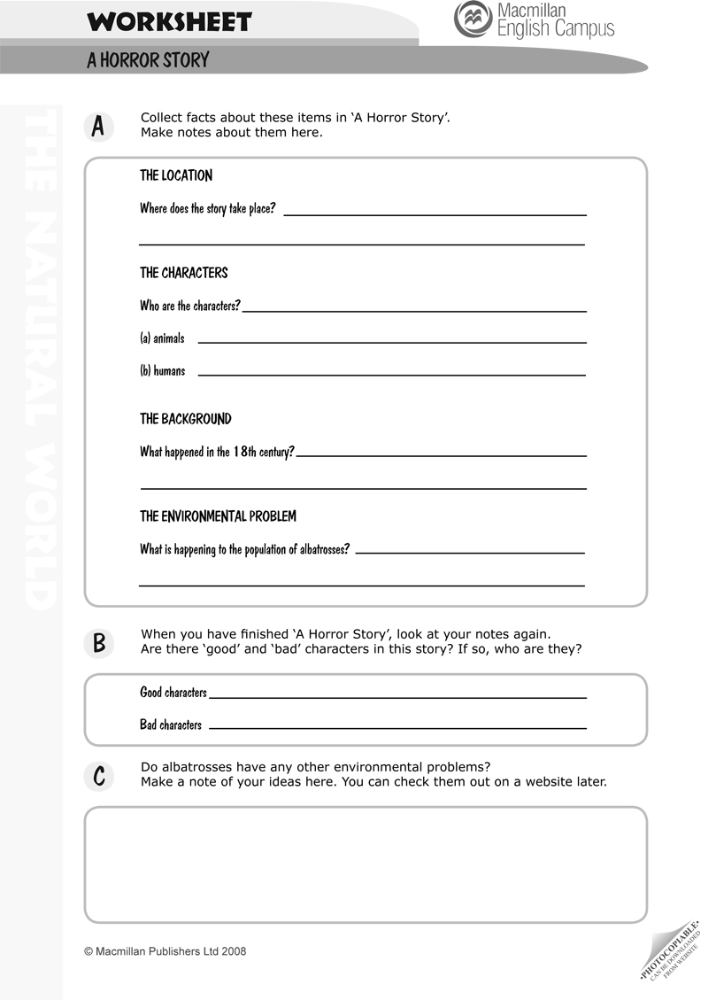 WORKSHEET
Macmillan
English Campus
A HORROR STORY
THE NATURAL WORLD
A
Collect facts about these items in ‘A Horror Story’.
Make notes about them here.
THE LOCATION
Where does the story take place?
THE CHARACTERS
Who are the characters?
(a) animals
(b) humans
THE BACKGROUND
What happened in the 18th century?
THE ENVIRONMENTAL PROBLEM
What is happening to the population of albatrosses?
B
When you have finished ‘A Horror Story’, look at your notes again.
Are there ‘good’ and ‘bad’ characters in this story? If so, who are they?
Good characters
Bad characters
C
Do albatrosses have any other environmental problems?
Make a note of your ideas here. You can check them out on a website later.
© Macmillan Publishers Ltd 2008
•PHOTOCOPIABLE•
CAN BE DOWNLOADED
FROM WEBSITE